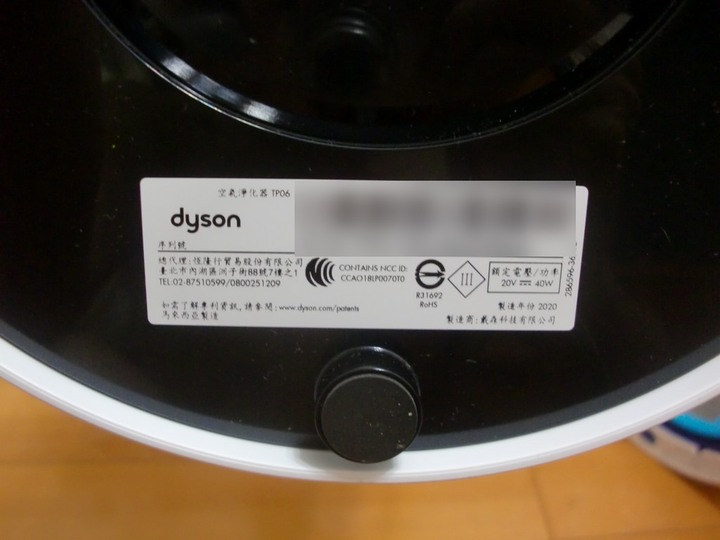 空氣淨化器 TP06
dyson
序列號
總代理:恆隆行貿易股份有限公司
臺北市內湖區洲子街88號7樓之1
TEL:02-87510599/0800251209
CONTAINS NCC ID:
CCAO18LP0070T0
R31692
RoHS
III
額定電壓/功率
20V ⎓ 40W
如需了解專利資訊,請參閱:www.dyson.com/patents
馬來西亞製造
製造年份 2020
製造商:戴森科技有限公司
286596-36